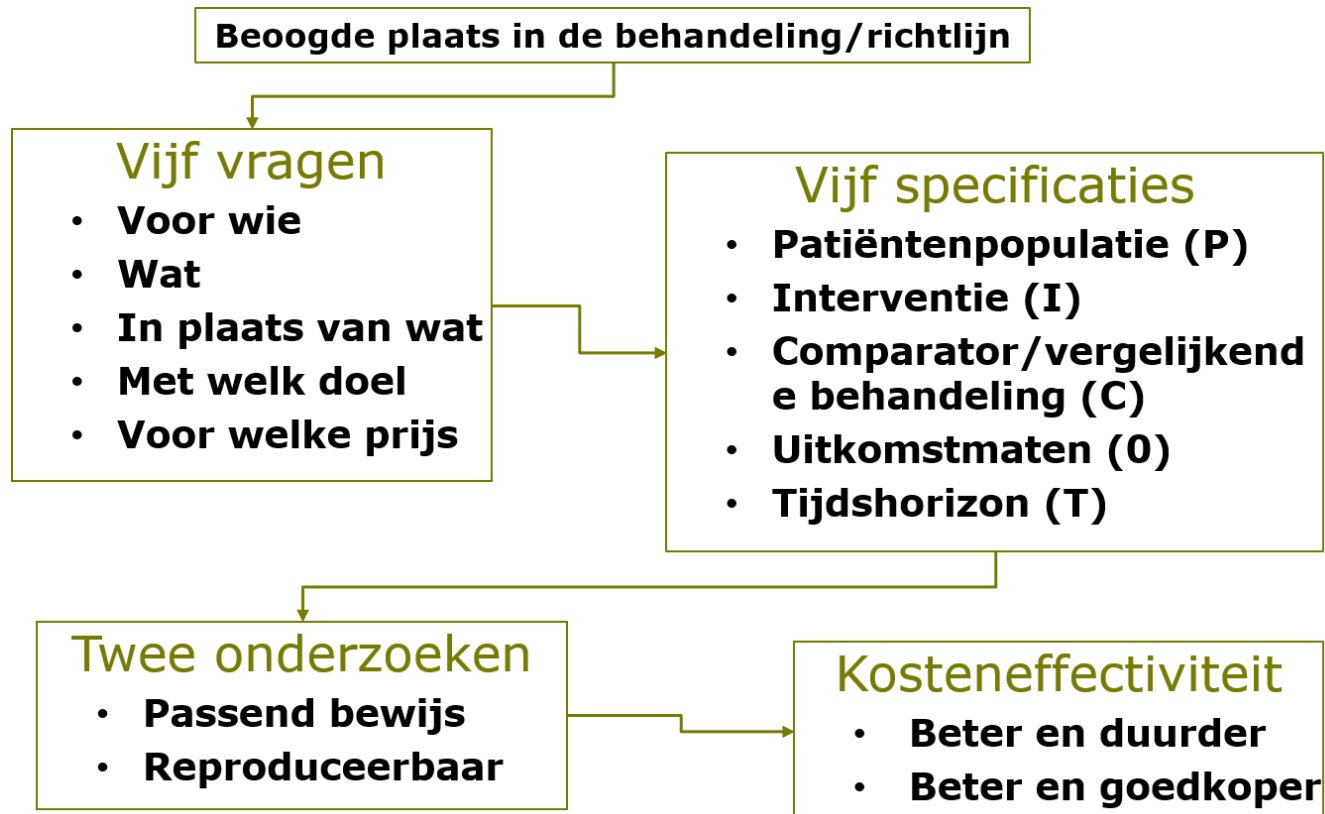 Beoogde plaats in de behandeling/richtlijn
Vijf vragen
• Voor wie
• Wat
• In plaats van wat
• Met welk doel
• Voor welke prijs
Vijf specificaties
• Patiëntenpopulatie (P)
• Interventie (I)
• Comparator/vergelijkend
e behandeling (C)
• Uitkomstmaten (0)
• Tijdshorizon (T)
Twee onderzoeken
• Passend bewijs
• Reproduceerbaar
Kosteneffectiviteit
• Beter en duurder
• Beter en goedkoper